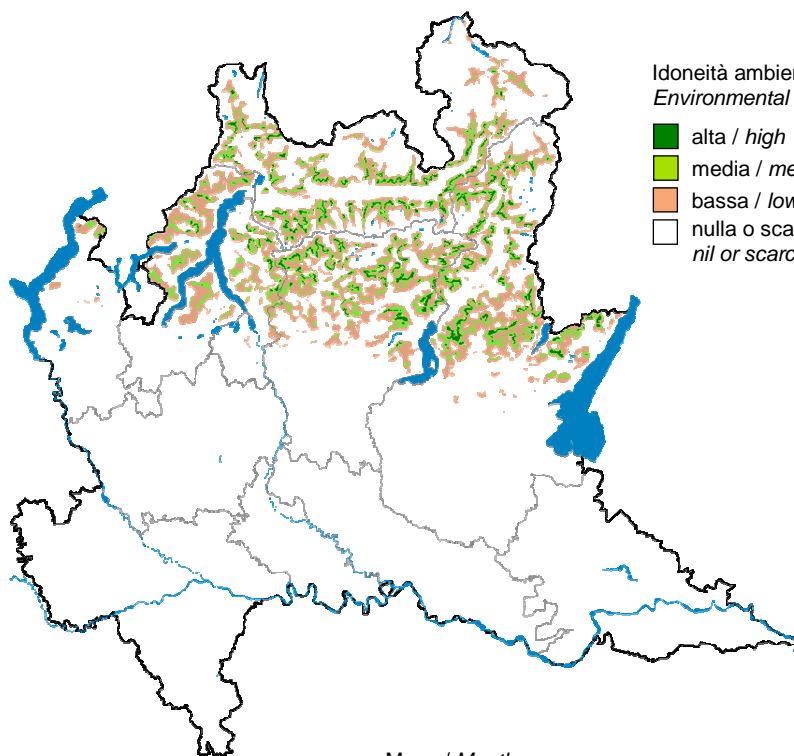 Idoneità ambien
Environmental
alta / high
media / me
bassa / low
nulla o sca
nil or scarc